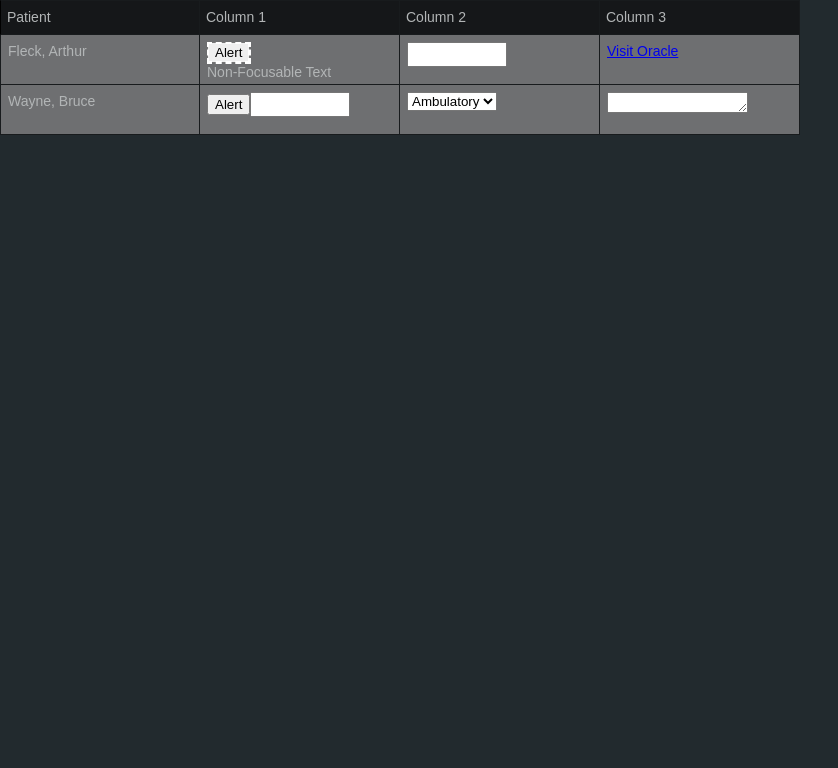 Patient Column 1 Column 2 Column 3
Fleck, Arthur Alert Visit Oracle
Non-Focusable Text
Wayne, Bruce Alert Ambulatory